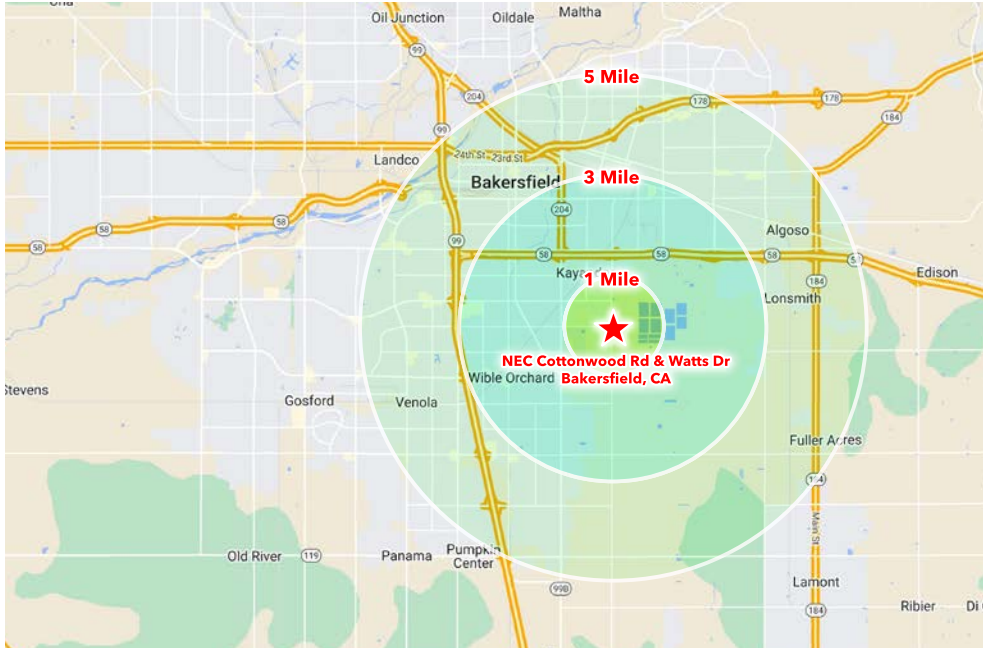 Oil Junction
Oildale
Maltha
99
5 Mile
204
178
178
184
99
24th St
23rd St
Landco
Bakersfield
3 Mile
204
58
58
58
99
Algoso
58
58
58
Edison
1 Mile
184
Lonsmith
NEC Cottonwood Rd & Watts Dr
Bakersfield, CA
Wible Orchard
Stevens
Gosford
Venola
Fuller Acres
184
Main St
Old River
119
Panama
Pumpkin
Center
99B
Lamont
184
Ribier